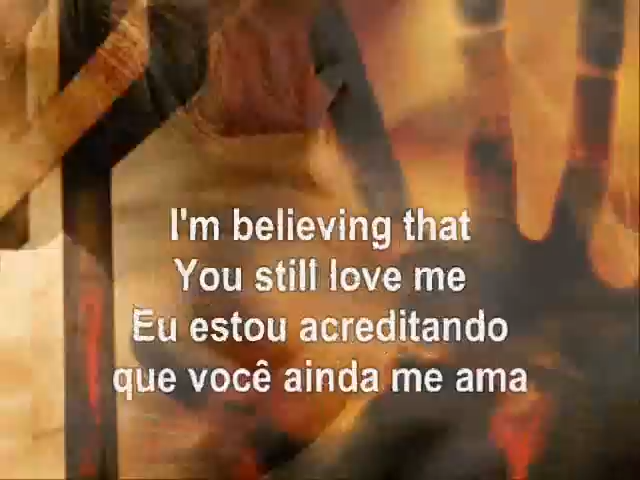 I'm believing that
You still love me
Eu estou acreditando
que você ainda me ama